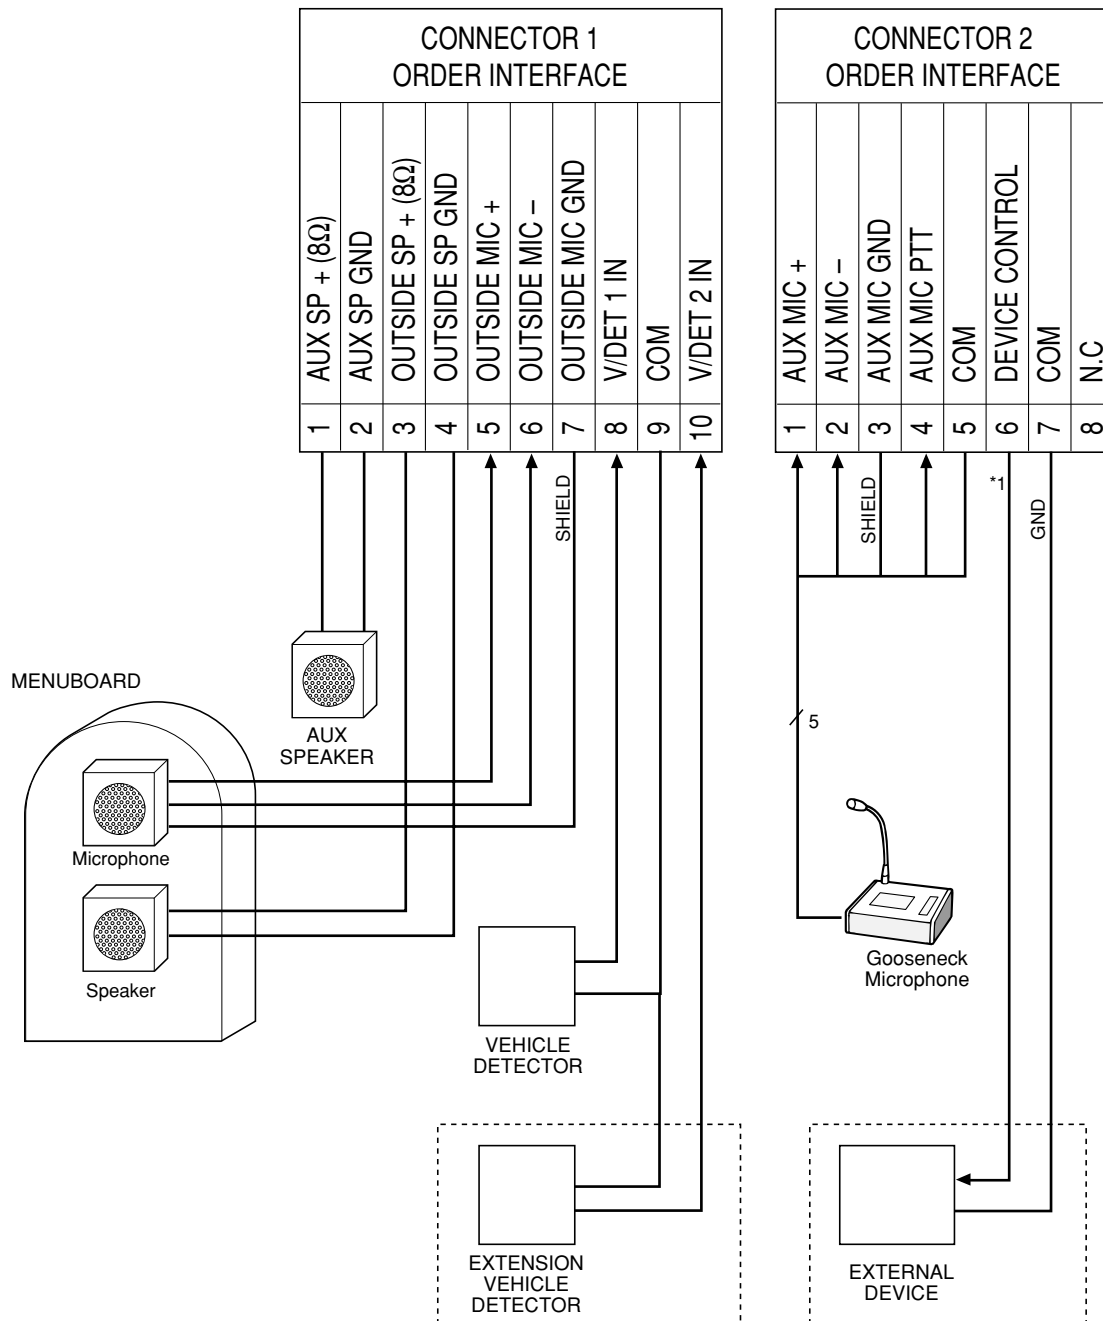 CONNECTOR 1
ORDER INTERFACE
AUX SP + (8Ω)
AUX SP GND
OUTSIDE SP + (8Ω)
OUTSIDE SP GND
OUTSIDE MIC +
OUTSIDE MIC −
OUTSIDE MIC GND
V/DET 1 IN
COM
V/DET 2 IN
1
2
3
4
5
6
7
8
9
10
SHIELD
CONNECTOR 2
ORDER INTERFACE
AUX MIC +
AUX MIC −
AUX MIC GND
AUX MIC PTT
COM
DEVICE CONTROL
COM
N.C
1
2
3
4
5
6
7
8
SHIELD
*1
GND
MENUBOARD
AUX
SPEAKER
5
Microphone
Speaker
VEHICLE
DETECTOR
Gooseneck
Microphone
EXTENSION
VEHICLE
DETECTOR
EXTERNAL
DEVICE